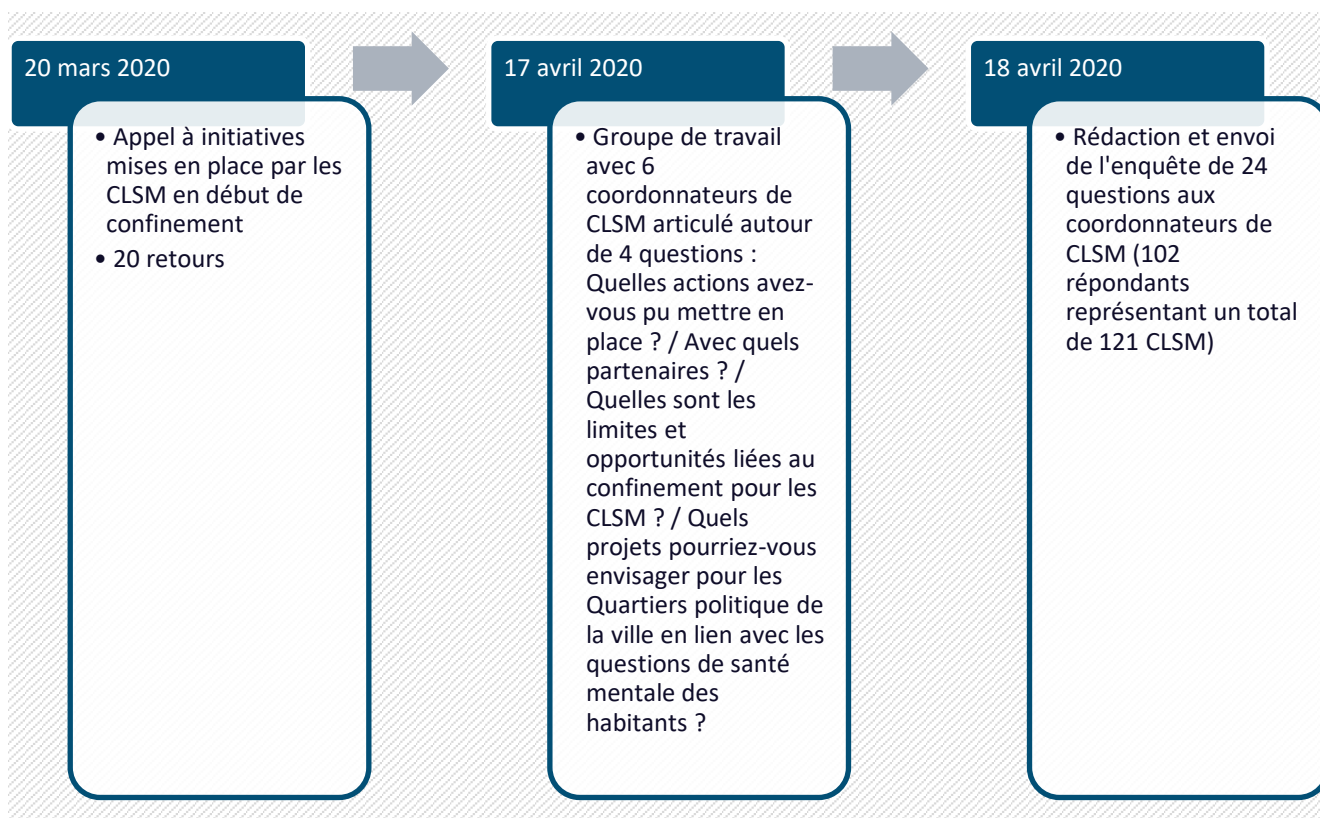 20 mars 2020
• Appel à initiatives
mises en place par les
CLSM en début de
confinement
• 20 retours
17 avril 2020
• Groupe de travail
avec 6
coordonnateurs de
CLSM articulé autour
de 4 questions :
Quelles actions avez-
vous pu mettre en
place ? / Avec quels
partenaires ? /
Quelles sont les
limites et
opportunités liées au
confinement pour les
CLSM ? / Quels
projets pourriez-vous
envisager pour les
Quartiers politique de
la ville en lien avec les
questions de santé
mentale des
habitants ?
18 avril 2020
• Rédaction et envoi
de l'enquête de 24
questions aux
coordonnateurs de
CLSM (102
répondants
représentant un total
de 121 CLSM)